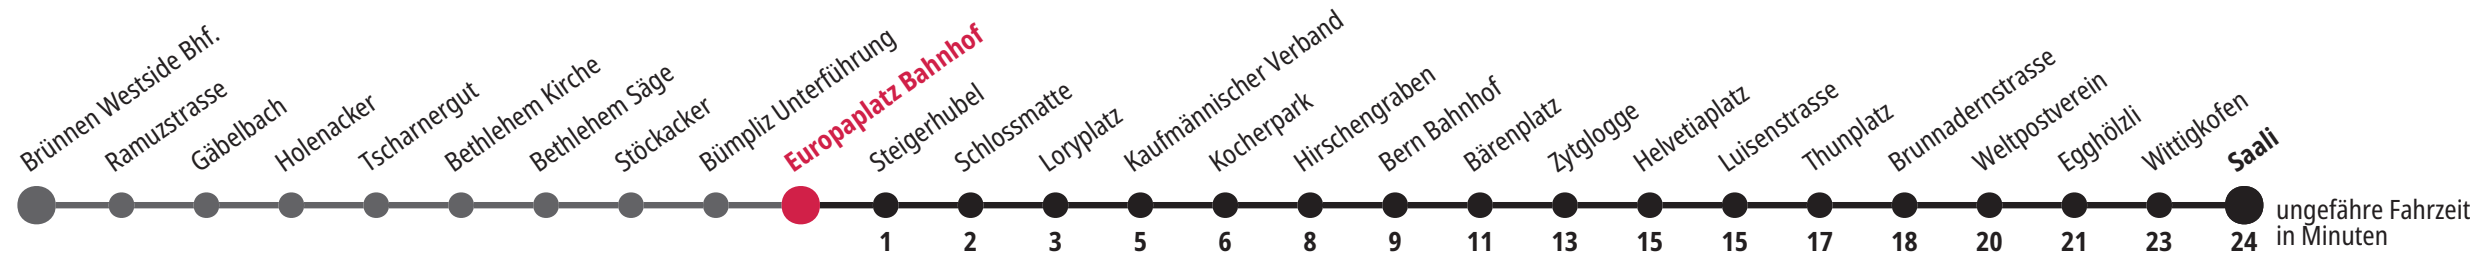 Brünnen Westside Bhf.
Ramuzstrasse
Gäbelbach
Holenacker
Tscharnergut
Bethlehem Kirche
Bethlehem Säge
Stöckacker
Bümpliz Unterführung
Europaplatz Bahnhof
Steigerhubel
Schlossmatte
Loryplatz
Kaufmännischer Verband
Kocherpark
Hirschengraben
Bern Bahnhof
Bärenplatz
Zytglogge
Helvetiaplatz
Luisenstrasse
Thunplatz
Brunnadernstrasse
Weltpostverein
Egghölzli
Wittigkofen
Saali
1 2 3 5 6 8 9 11 13 15 15 17 18 20 21 23 24
ungefähre Fahrzeit
in Minuten